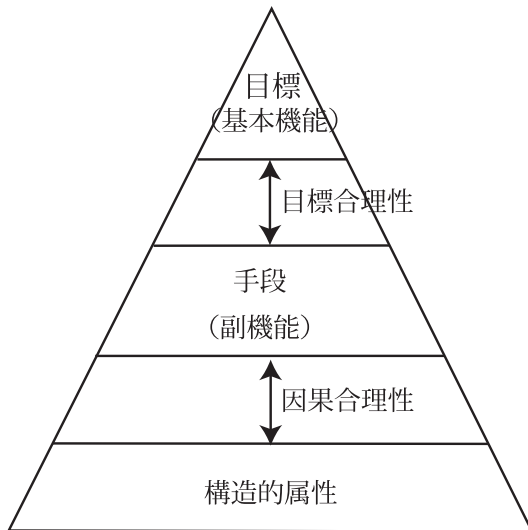 目標
（基本機能）
目標合理性
手段
（副機能）
因果合理性
構造的属性